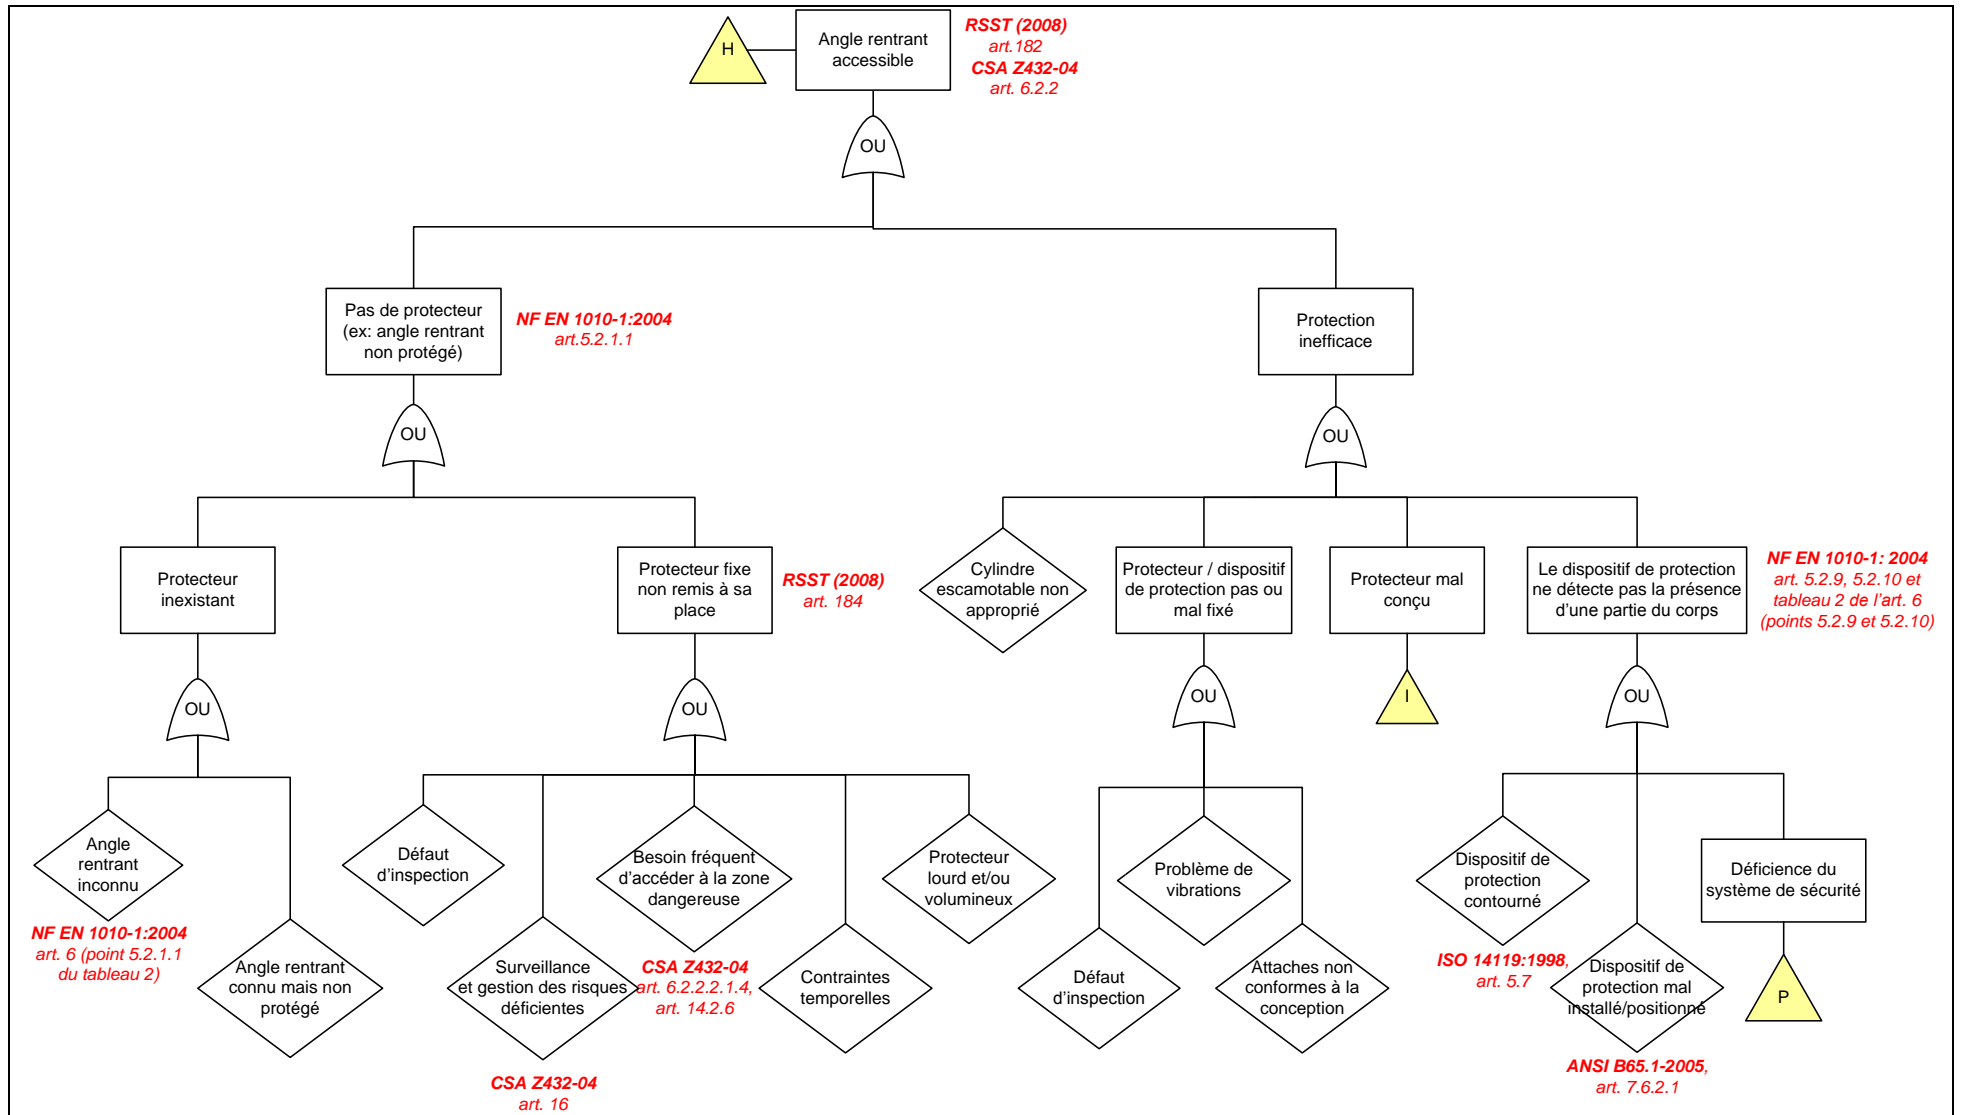 H
Angle rentrant
accessible
RSST (2008)
art.182
CSA Z432-04
art. 6.2.2
OU
Pas de protecteur
(ex: angle rentrant
non protégé)
NF EN 1010-1:2004
art.5.2.1.1
Protection
inefficace
OU
OU
Protecteur
inexistant
Protecteur fixe
non remis à sa
place
RSST (2008)
art. 184
Cylindre
escamotable non
approprié
Protecteur / dispositif
de protection pas ou
mal fixé
Protecteur mal
conçu
Le dispositif de protection
ne détecte pas la présence
d'une partie du corps
NF EN 1010-1: 2004
art. 5.2.9, 5.2.10 et
tableau 2 de l'art. 6
(points 5.2.9 et 5.2.10)
OU
OU
OU
I
OU
Angle
rentrant
inconnu
NF EN 1010-1:2004
art. 6 (point 5.2.1.1
du tableau 2)
Angle rentrant
connu mais non
protégé
Défaut
d'inspection
Surveillance
et gestion des risques
déficientes
CSA Z432-04
art. 16
Besoin fréquent
d'accéder à la zone
dangereuse
CSA Z432-04
art. 6.2.2.2.1.4,
art. 14.2.6
Contraintes
temporelles
Protecteur
lourd et/ou
volumineux
Défaut
d'inspection
Problème de
vibrations
Attaches non
conformes à la
conception
Dispositif de
protection
contourné
ISO 14119:1998,
art. 5.7
Dispositif de
protection mal
installé/positionné
ANSI B65.1-2005,
art. 7.6.2.1
Déficience du
système de sécurité
P